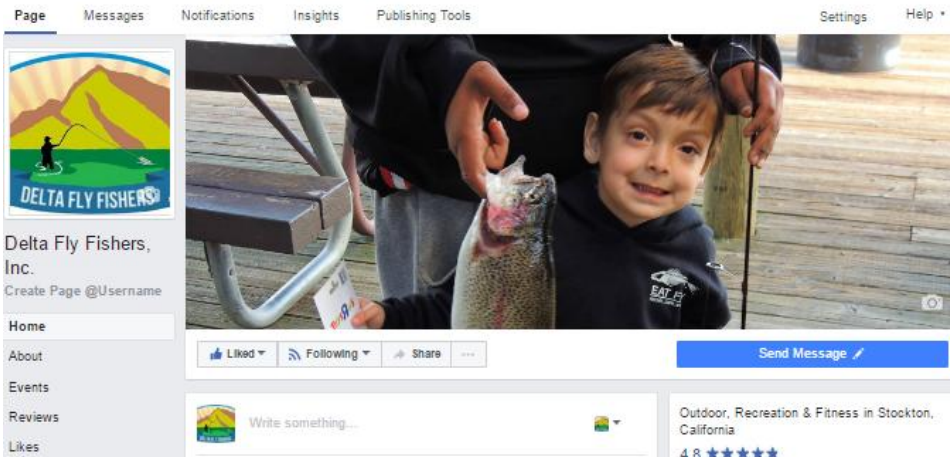 Page Messages Notifications Insights Publishing Tools Settings Help
DELTA FLY FISHERS
Delta Fly Fishers,
Inc.
Create Page @Username
Home
About
Events
Reviews
Likes
EAT
Liked Following Share ...
Send Message
Write something...
Outdoor, Recreation & Fitness in Stockton,
California
4.8 ★★★★★